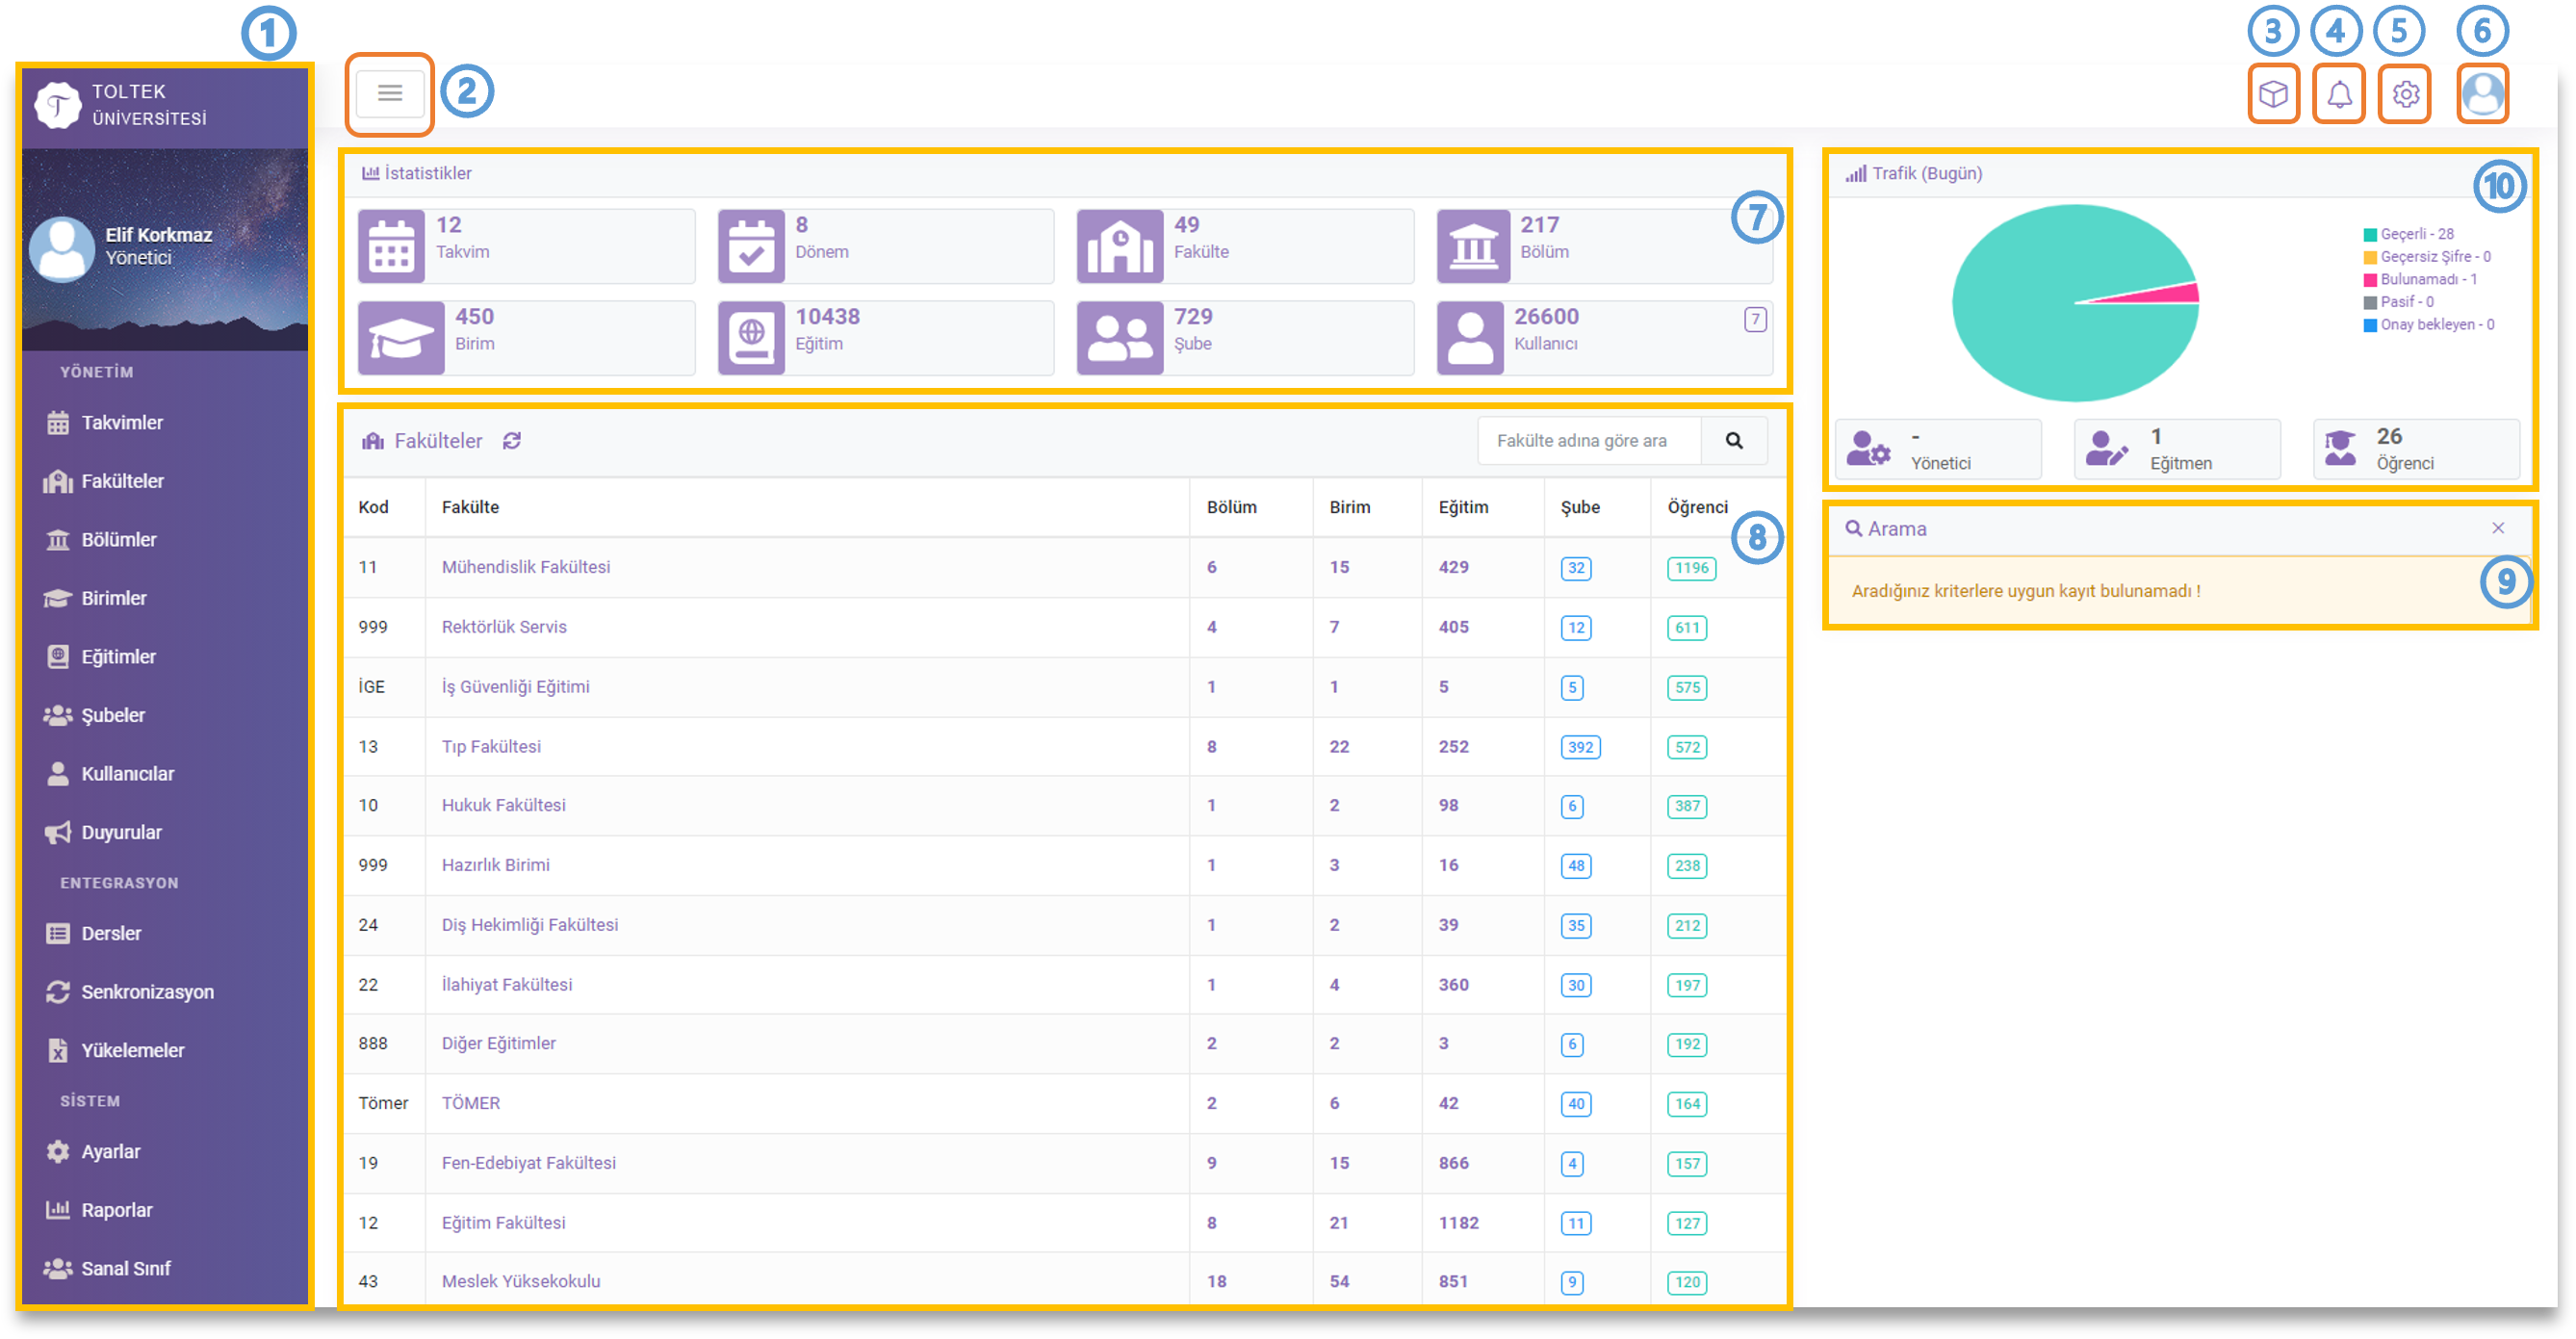 1
TOLTEK
ÜNİVERSİTESİ
Elif Korkmaz
Yönetici
YÖNETİM
Takvimler
Fakülteler
Bölümler
Birimler
Eğitimler
Şubeler
Kullanıcılar
Duyurular
ENTEGRASYON
Dersler
Senkronizasyon
Yükelemeler
SİSTEM
Ayarlar
Raporlar
Sanal Sınıf
2
3
4
5
6
İstatistikler
7
12
Takvim
8
Dönem
49
Fakülte
217
Bölüm
450
Birim
10438
Eğitim
729
Şube
26600
Kullanıcı
7
Fakülteler
Fakülte adına göre ara
8
Kod Fakülte Bölüm Birim Eğitim Şube Öğrenci
11 Mühendislik Fakültesi 6 15 429 32 1196
999 Rektörlük Servis 4 7 405 12 611
İGE İş Güvenliği Eğitimi 1 1 5 5 575
13 Tıp Fakültesi 8 22 252 392 572
10 Hukuk Fakültesi 1 2 98 6 387
999 Hazırlık Birimi 1 3 16 48 238
24 Diş Hekimliği Fakültesi 1 2 39 35 212
22 İlahiyat Fakültesi 1 4 360 30 197
888 Diğer Eğitimler 2 2 3 6 192
Tömer TÖMER 2 6 42 40 164
19 Fen-Edebiyat Fakültesi 9 15 866 4 157
12 Eğitim Fakültesi 8 21 1182 11 127
43 Meslek Yüksekokulu 18 54 851 9 120
Trafik (Bugün)
10
Geçerli - 28
Geçersiz Şifre - 0
Bulunamadı - 1
Pasif - 0
Onay bekleyen - 0
-
Yönetici
1
Eğitmen
26
Öğrenci
Arama
9
Aradığınız kriterlere uygun kayıt bulunamadı !